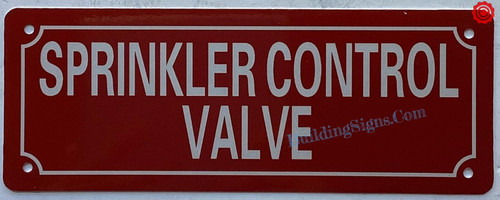 SPRINKLER CONTROL
VALVE
BuildingSigns.Com